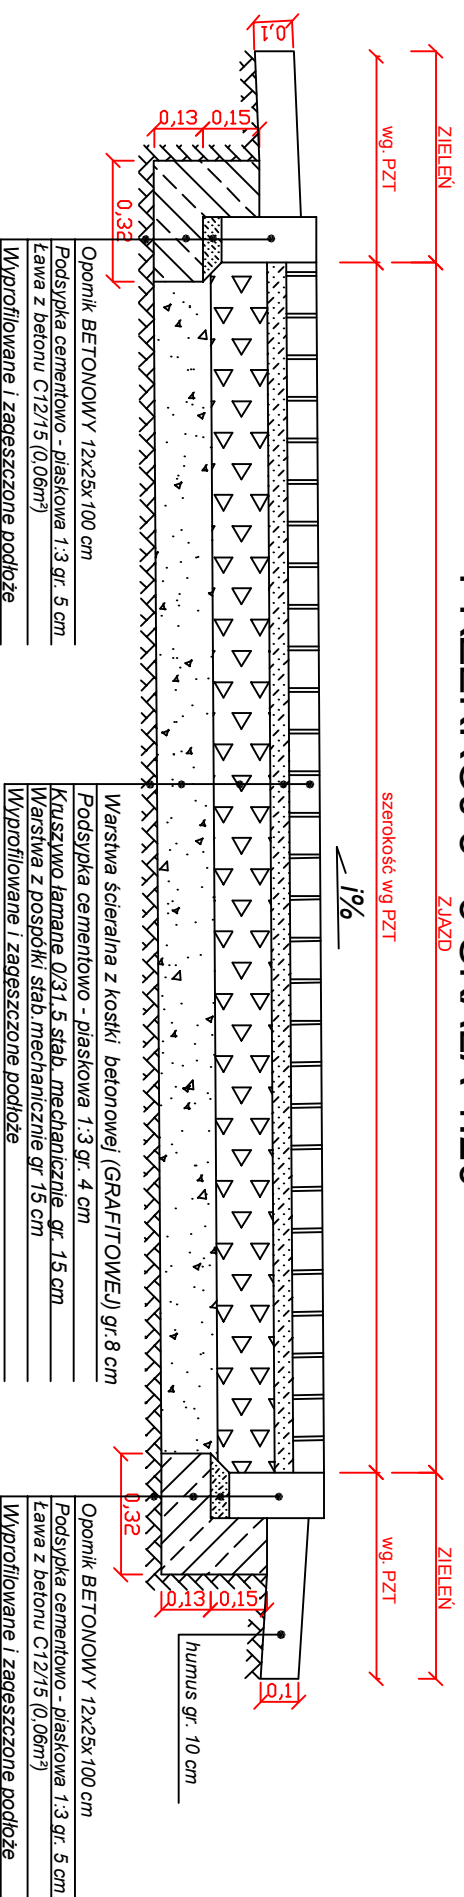 ZIELEŃ
ZJAZD
ZIELEŃ
wg. PZT
szerokość wg PZT
wg. PZT
i%
0,1
0,15
0,13
0,32
0,1
0,15
0,13
0,32
humus gr. 10 cm
Opornik BETONOWY 12x25x100 cm
Podsypka cementowo - piaskowa 1:3 gr. 5 cm
Ława z betonu C12/15 (0,06m²)
Wyprofilowane i zagęszczone podłoże
Warstwa ścieralna z kostki betonowej (GRAFITOWEJ) gr.8 cm
Podsypka cementowo - piaskowa 1:3 gr. 4 cm
Kruszywo łamane 0/31,5 stab. mechanicznie gr. 15 cm
Warstwa z pospółki stab.mechanicznie gr. 15 cm
Wyprofilowane i zagęszczone podłoże
Opornik BETONOWY 12x25x100 cm
Podsypka cementowo - piaskowa 1:3 gr. 5 cm
Ława z betonu C12/15 (0,06m²)
Wyprofilowane i zagęszczone podłoże